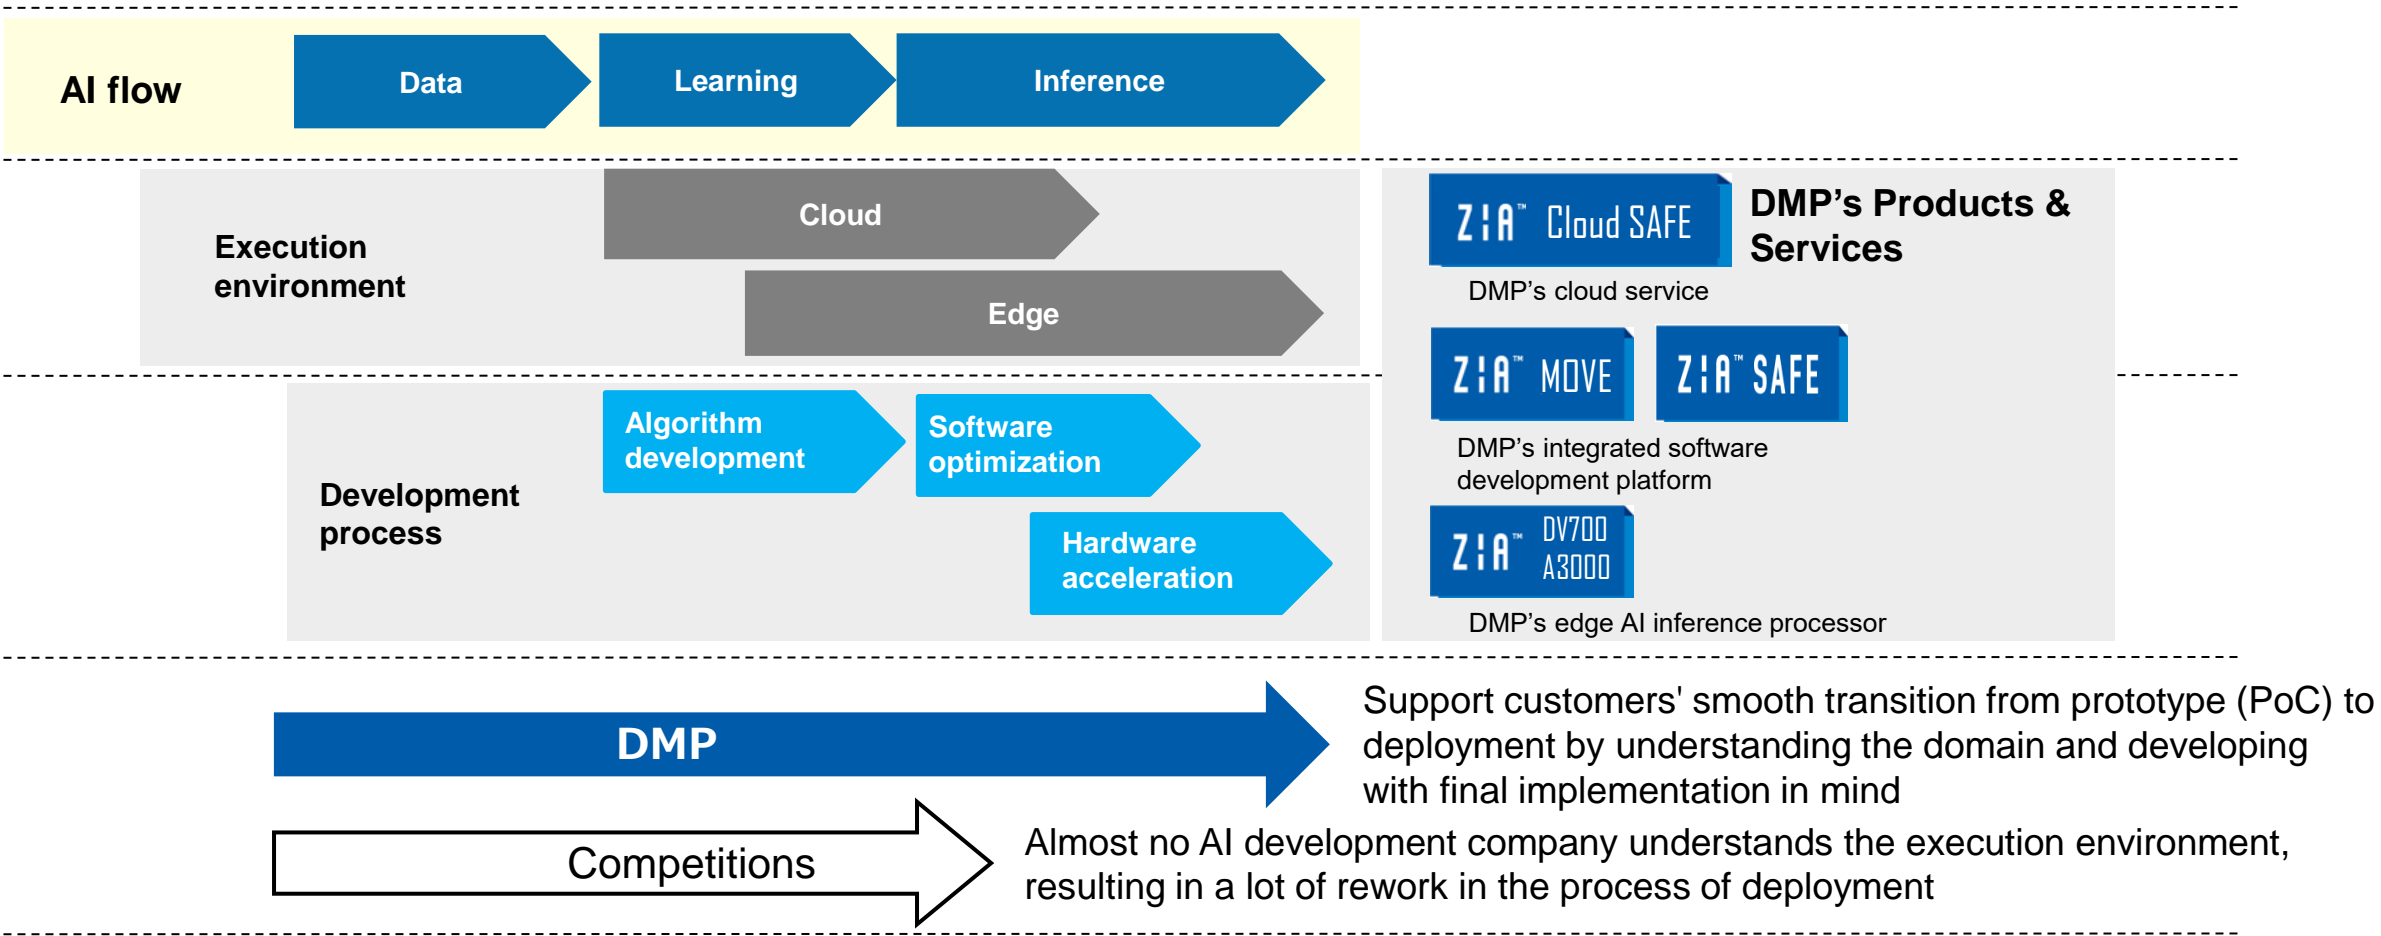 AI flow
Data
Learning
Inference
Execution
environment
Cloud
Edge
ZIA™ Cloud SAFE
DMP’s Products &
Services
DMP’s cloud service
ZIA™ MOVE
ZIA™ SAFE
DMP’s integrated software
development platform
ZIA™ DV700
A3000
DMP’s edge AI inference processor
Development
process
Algorithm
development
Software
optimization
Hardware
acceleration
DMP
Support customers' smooth transition from prototype (PoC) to
deployment by understanding the domain and developing
with final implementation in mind
Competitions
Almost no AI development company understands the execution environment,
resulting in a lot of rework in the process of deployment